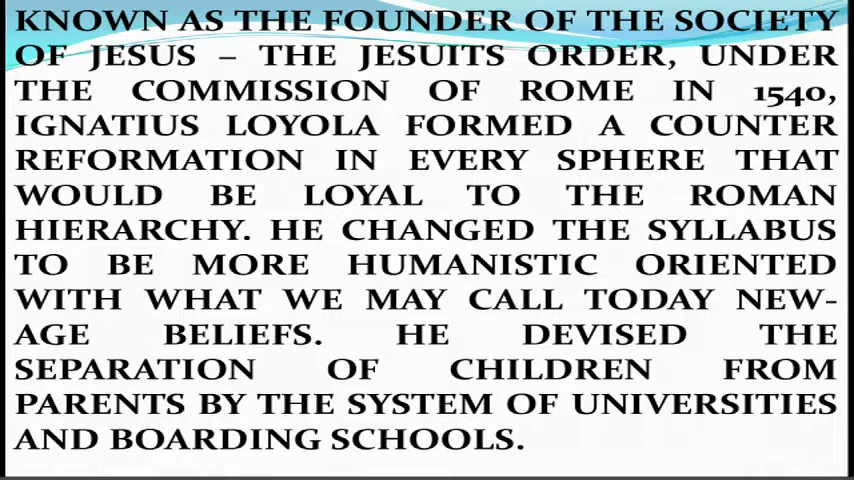 KNOWN AS THE FOUNDER OF THE SOCIETY
OF JESUS – THE JESUITS ORDER, UNDER
THE COMMISSION OF ROME IN 1540,
IGNATIUS LOYOLA FORMED A COUNTER
REFORMATION IN EVERY SPHERE THAT
WOULD BE LOYAL TO THE ROMAN
HIERARCHY. HE CHANGED THE SYLLABUS
TO BE MORE HUMANISTIC ORIENTED
WITH WHAT WE MAY CALL TODAY NEW-
AGE BELIEFS. HE DEVISED THE
SEPARATION OF CHILDREN FROM
PARENTS BY THE SYSTEM OF UNIVERSITIES
AND BOARDING SCHOOLS.